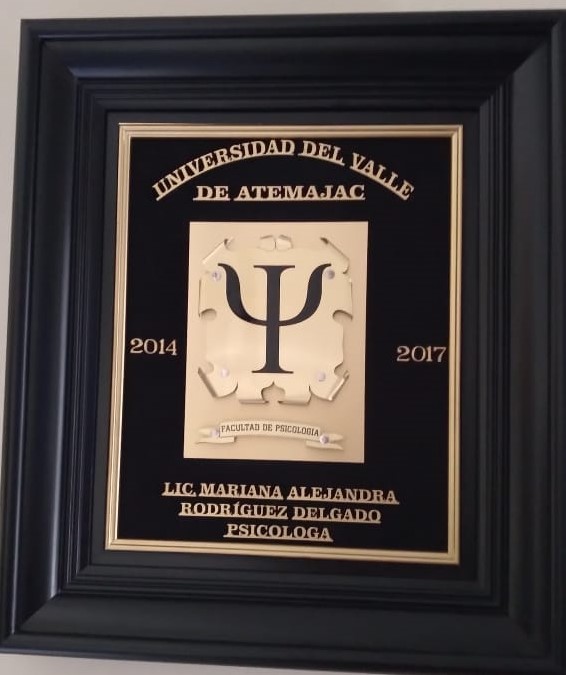 UNIVERSIDAD DEL VALLE
DE ATEMAJAC
Ψ
2014
2017
FACULTAD DE PSICOLOGIA
LIC. MARIANA ALEJANDRA
RODRÍGUEZ DELGADO
PSICOLOGA